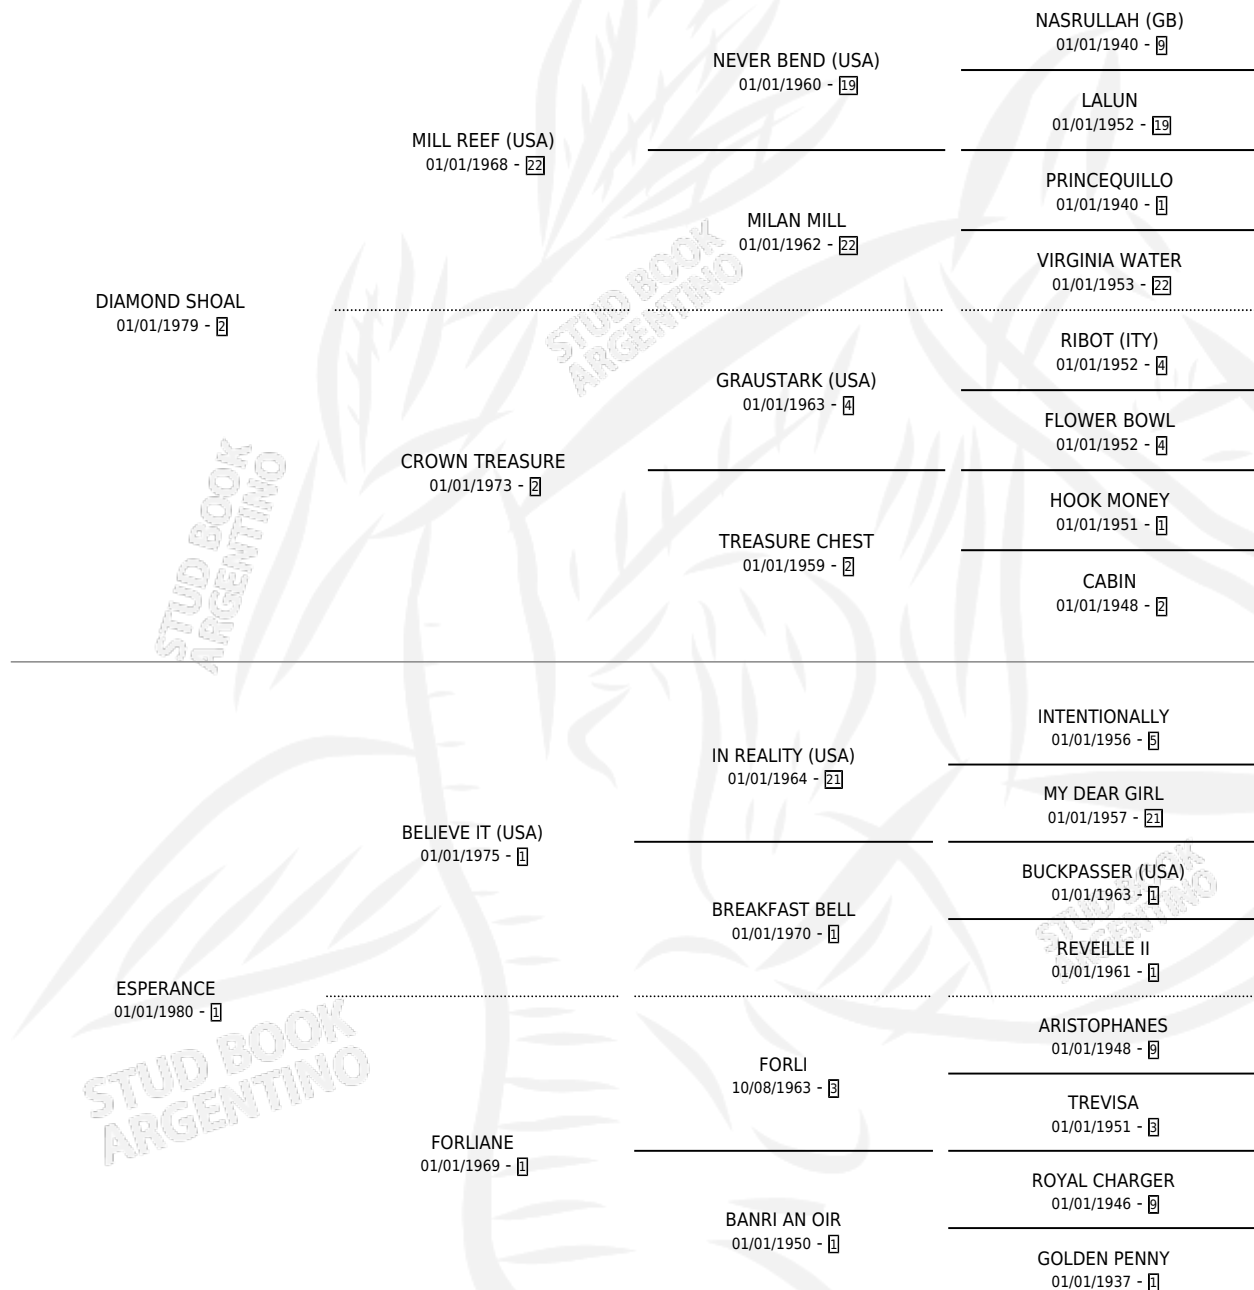 NASRULLAH (GB)
01/01/1940 - 9
NEVER BEND (USA)
01/01/1960 - 19
LALUN
01/01/1952 - 19
MILL REEF (USA)
01/01/1968 - 22
PRINCEQUILLO
01/01/1940 - 1
MILAN MILL
01/01/1962 - 22
VIRGINIA WATER
01/01/1953 - 22
DIAMOND SHOAL
01/01/1979 - 2
RIBOT (ITY)
01/01/1952 - 4
GRAUSTARK (USA)
01/01/1963 - 4
FLOWER BOWL
01/01/1952 - 4
CROWN TREASURE
01/01/1973 - 2
HOOK MONEY
01/01/1951 - 1
TREASURE CHEST
01/01/1959 - 2
CABIN
01/01/1948 - 2
INTENTIONALLY
01/01/1956 - 5
IN REALITY (USA)
01/01/1964 - 21
MY DEAR GIRL
01/01/1957 - 21
BELIEVE IT (USA)
01/01/1975 - 1
BUCKPASSER (USA)
01/01/1963 - 1
BREAKFAST BELL
01/01/1970 - 1
REVEILLE II
01/01/1961 - 1
ESPERANCE
01/01/1980 - 1
ARISTOPHANES
01/01/1948 - 9
FORLI
10/08/1963 - 3
TREVISA
01/01/1951 - 3
FORLIANE
01/01/1969 - 1
ROYAL CHARGER
01/01/1946 - 9
BANRI AN OIR
01/01/1950 - 1
GOLDEN PENNY
01/01/1937 - 1
STUD BOOK
ARGENTINO
STUD BOOK
ARGENTINO
STUD BOOK
ARGENTINO
STUD BOOK
ARGENTINO